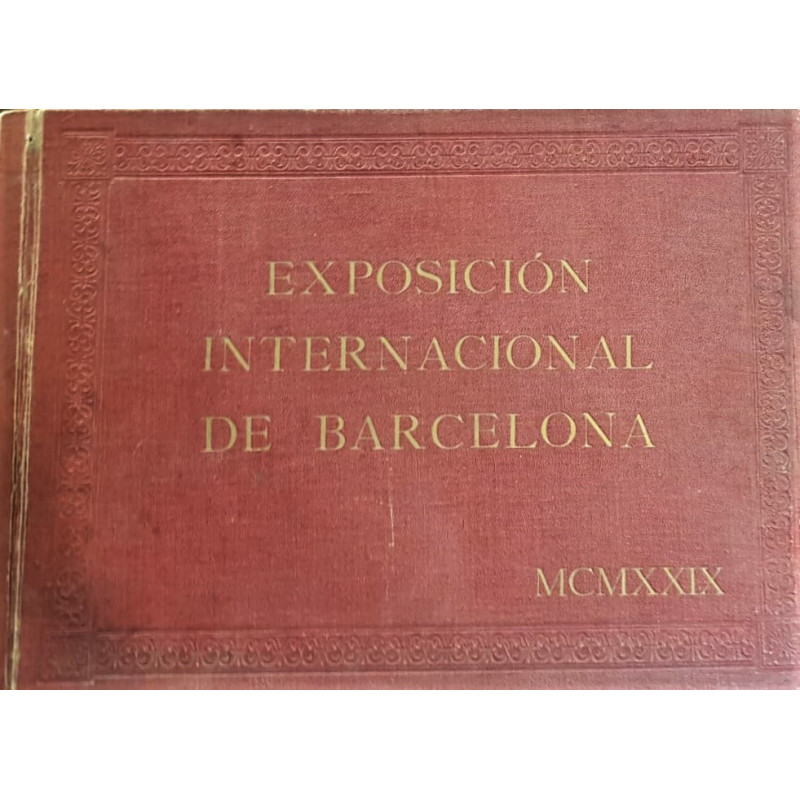 EXPOSICIÓN
INTERNACIONAL
DE BARCELONA
MCMXXIX